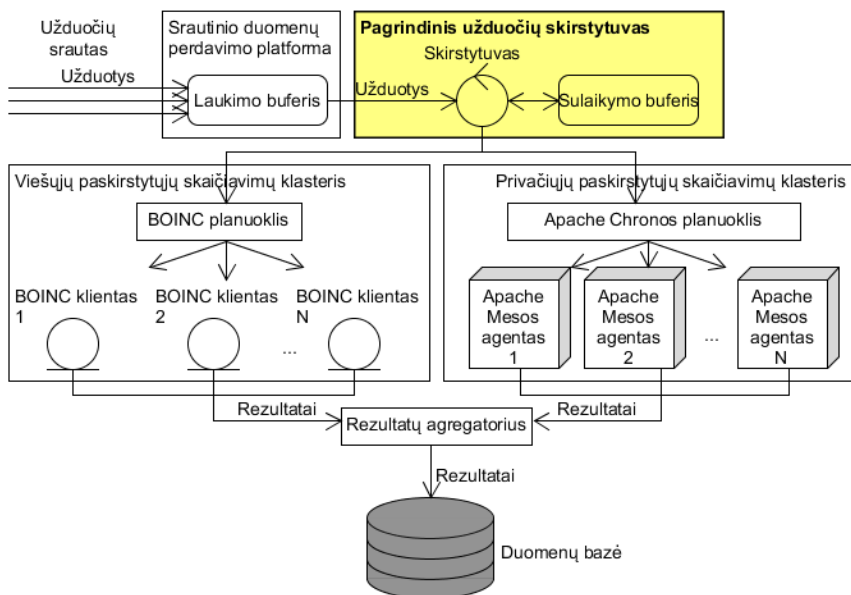 Užduočių
srautas
Užduotys
Srautinio duomenų
perdavimo platforma
Laukimo buferis
Užduotys
Pagrindinis užduočių skirstytuvas
Skirstytuvas
Sulaikymo buferis
Viešųjų paskirstytųjų skaičiavimų klasteris
BOINC planuoklis
BOINC klientas
1
BOINC klientas
2
BOINC klientas
N
...
Privačiųjų paskirstytųjų skaičiavimų klasteris
Apache Chronos planuoklis
Apache
Mesos
agentas
1
Apache
Mesos
agentas
2
...
Apache
Mesos
agentas
N
Rezultatai
Rezultatai
Rezultatų agregatorius
Rezultatai
Duomenų bazė